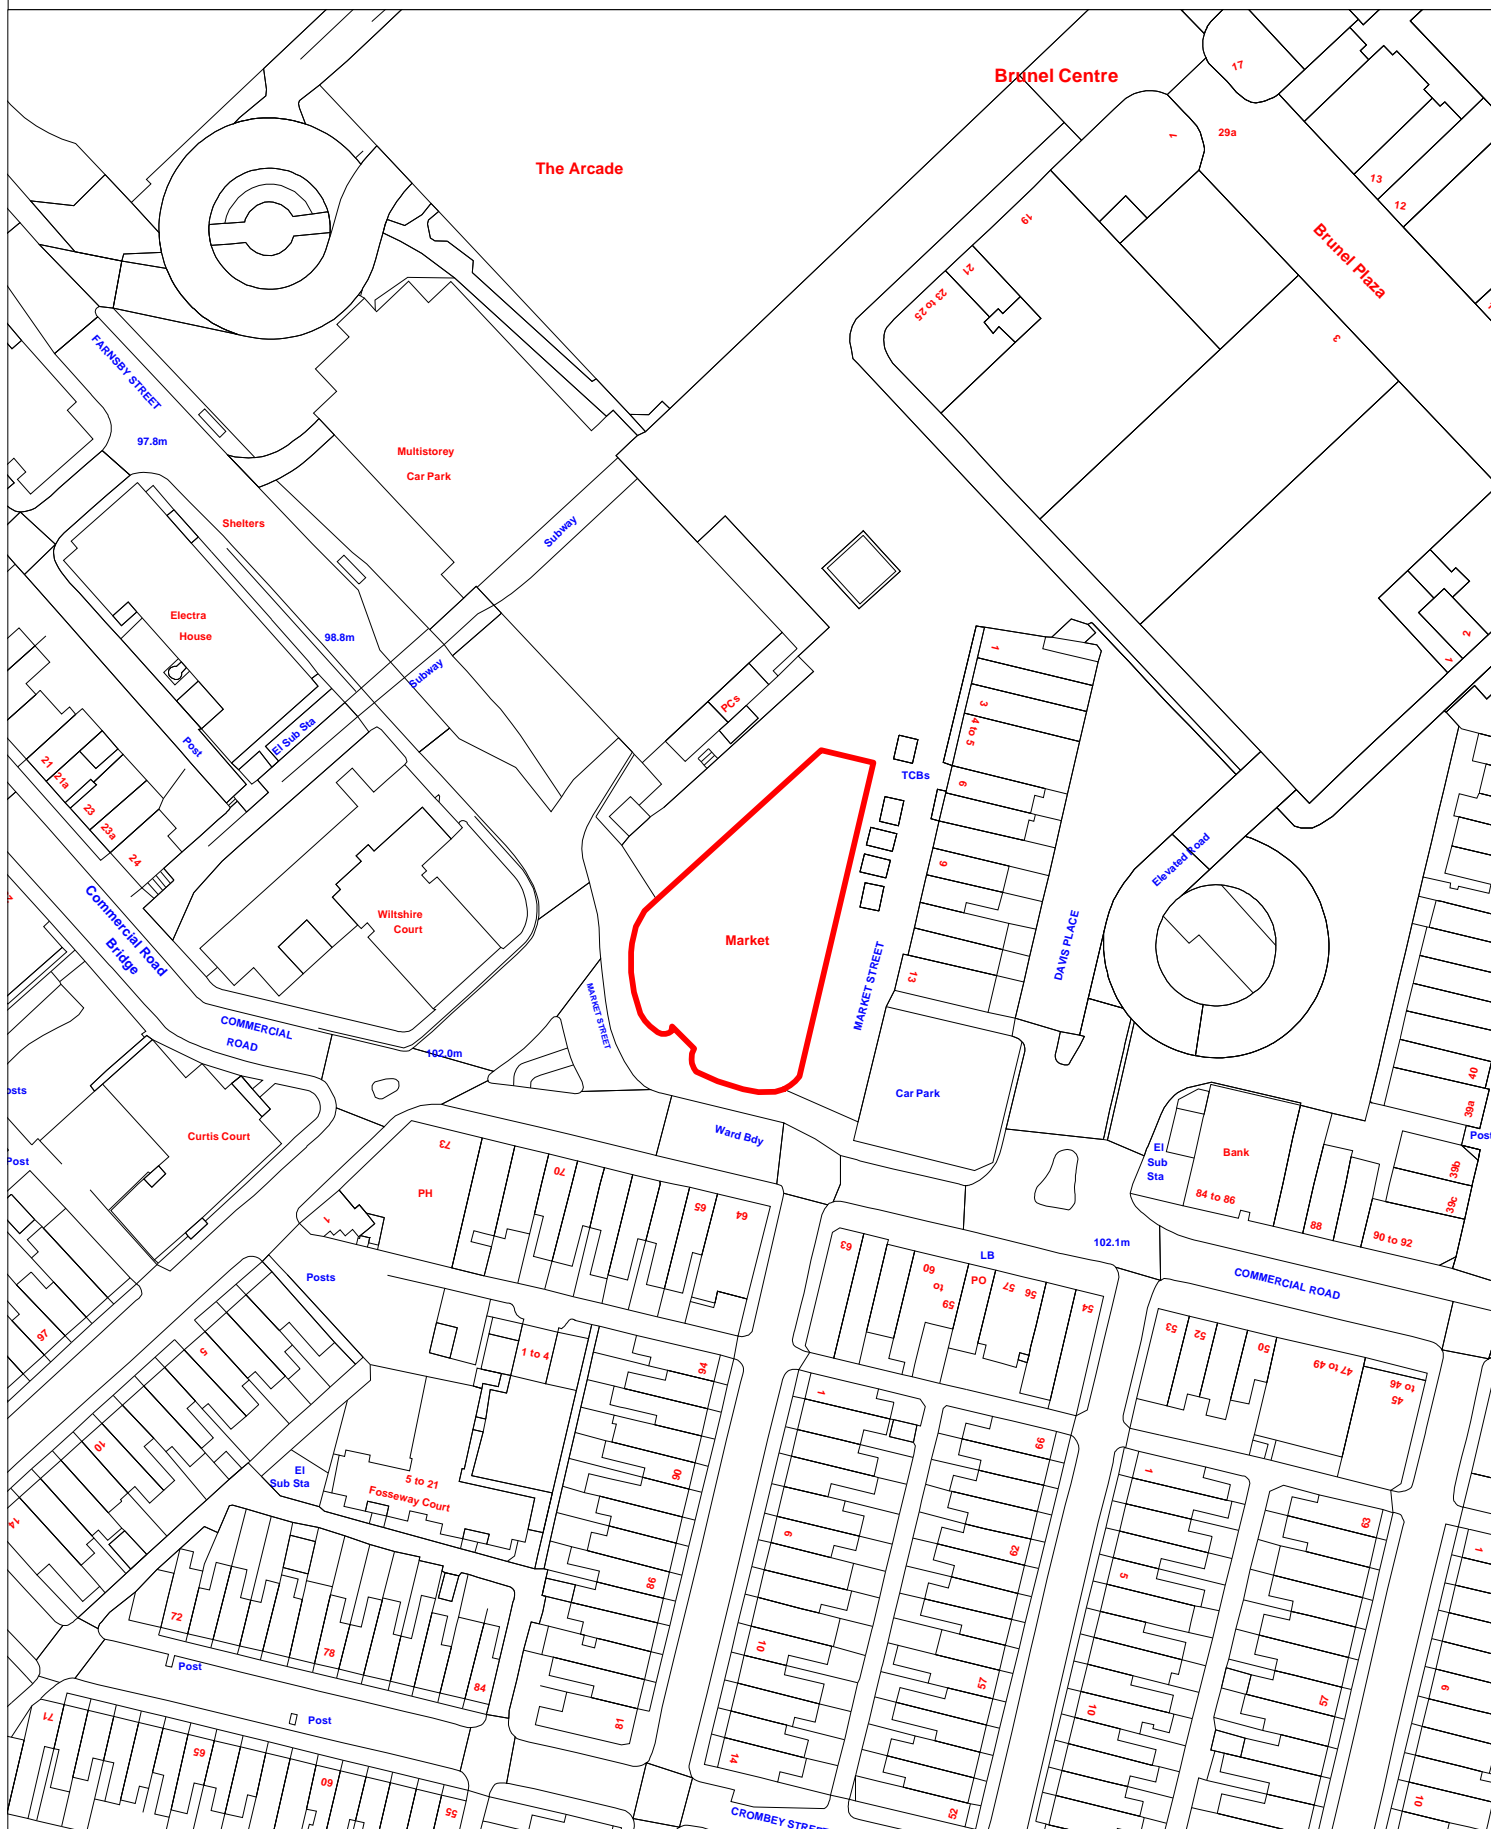 Brunel Centre
17
29a
1
The Arcade
13
12
19
Brunel Plaza
21
23 to 25
3
FARNSBY STREET
97.8m
Multistorey
Car Park
Shelters
Subway
Electra
House
98.8m
Subway
2
1
1
3
4 to 5
PCs
Post
El Sub Sta
21
21a
23
23a
24
TCBs
6
9
13
Elevated Road
Commercial Road
Bridge
Wiltshire
Court
Market
MARKET STREET
DAVIS PLACE
MARKET STREET
COMMERCIAL
ROAD
102.0m
Car Park
40
39a
Post
39b
39c
osts
Post
Curtis Court
Ward Bdy
El
Sub
Sta
Bank
84 to 86
88
90 to 92
73
70
PH
1
65
64
63
60
to
59
LB
PO
57
56
54
102.1m
COMMERCIAL ROAD
53
52
50
47 to 49
45
to 46
Posts
97
5
10
14
1 to 4
94
90
86
81
El
Sub Sta
5 to 21
Fosseway Court
1
6
10
14
69
62
57
52
1
5
10
63
57
1
6
10
72
78
84
Post
Post
71
65
60
55
CROMBEY STREET